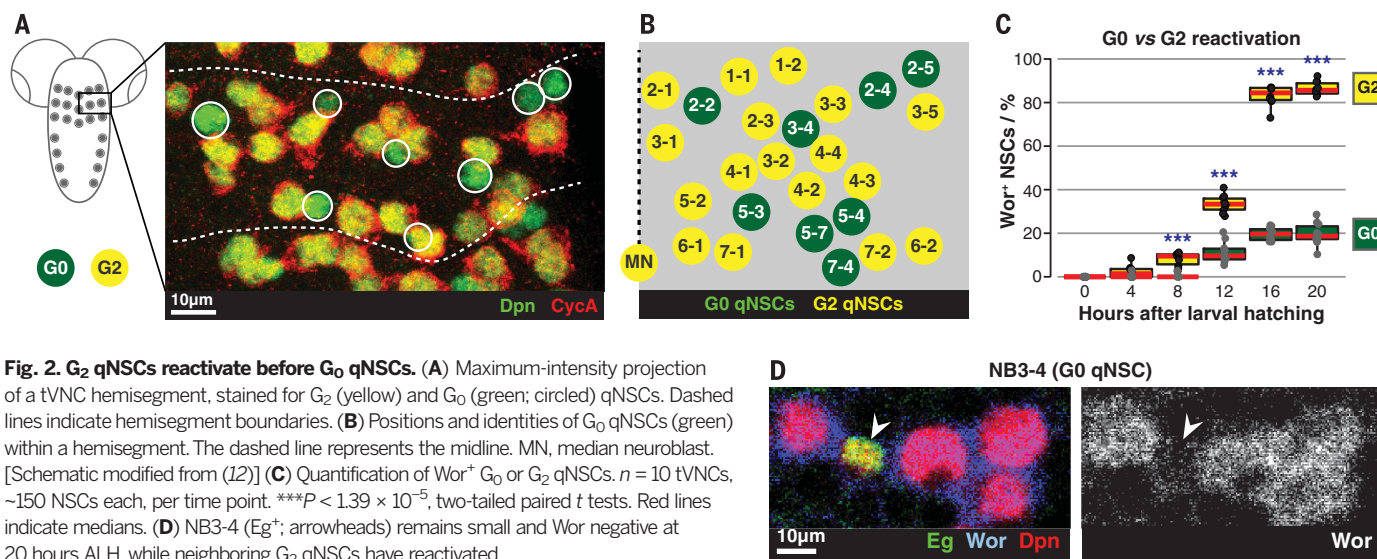 A
G0
G2
10μm
Dpn CycA
B
2-1
1-1
1-2
2-5
2-2
2-4
3-3
3-5
2-3
3-4
3-1
4-4
3-2
4-1
4-3
4-2
5-2
5-3
5-4
5-7
6-1
7-1
7-2
6-2
7-4
MN
G0 qNSCs G2 qNSCs
C
G0 vs G2 reactivation
Wor⁺ NSCs / %
100
80
60
40
20
0
***
***
***
***
G2
G0
0 4 8 12 16 20
Hours after larval hatching
Fig. 2. G₂ qNSCs reactivate before G₀ qNSCs. (A) Maximum-intensity projection
of a tVNC hemisegment, stained for G₂ (yellow) and G₀ (green; circled) qNSCs. Dashed
lines indicate hemisegment boundaries. (B) Positions and identities of G₀ qNSCs (green)
within a hemisegment. The dashed line represents the midline. MN, median neuroblast.
[Schematic modified from (12)] (C) Quantification of Wor⁺ G₀ or G₂ qNSCs. n = 10 tVNCs,
~150 NSCs each, per time point. ***P < 1.39 × 10⁻⁵, two-tailed paired t tests. Red lines
indicate medians. (D) NB3-4 (Eg⁺; arrowheads) remains small and Wor negative at
20 hours ALH, while neighboring G₂ qNSCs have reactivated
D
NB3-4 (G0 qNSC)
10μm
Eg Wor Dpn
Wor